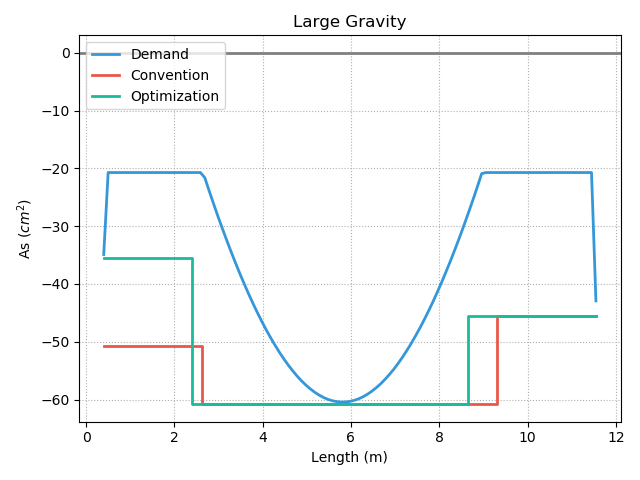 Large Gravity
Demand
Convention
Optimization
0
−10
−20
−30
−40
−50
−60
As (cm²)
0 2 4 6 8 10 12
Length (m)